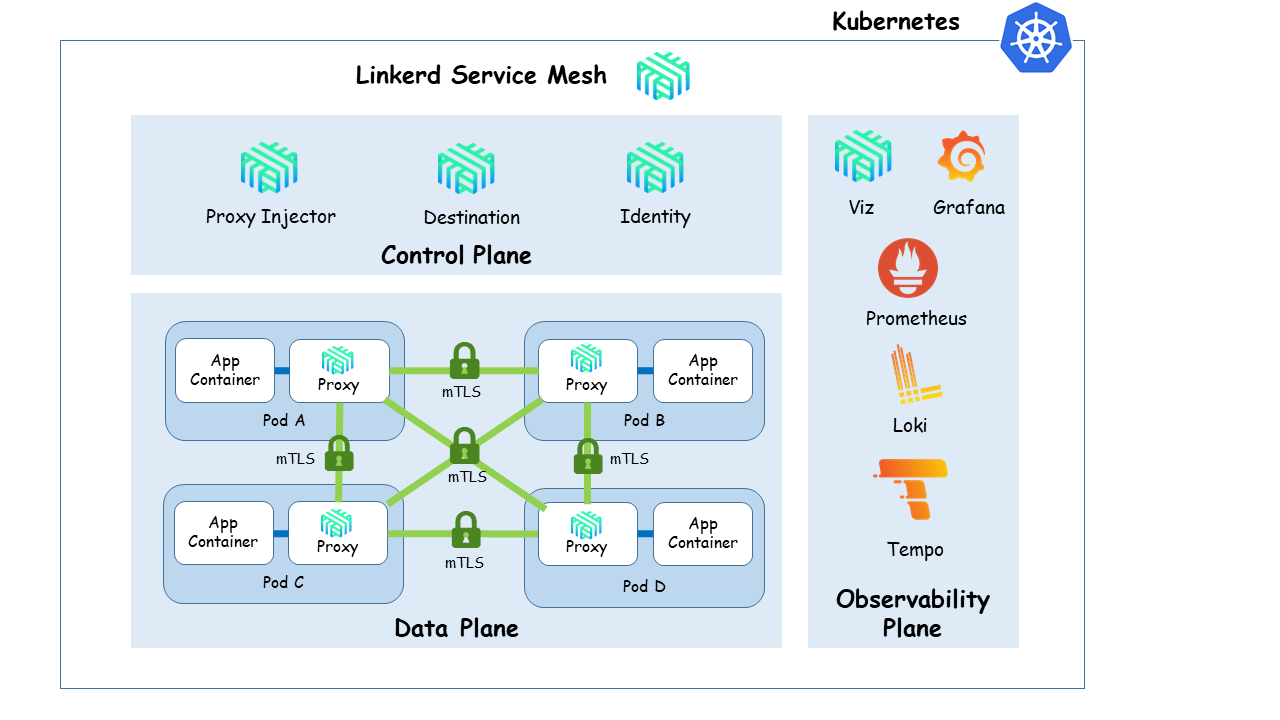 Kubernetes
Linkerd Service Mesh
Proxy Injector
Destination
Identity
Control Plane
Viz
Grafana
Prometheus
Loki
Tempo
Observability
Plane
App
Container
Proxy
Pod A
mTLS
Proxy
App
Container
Pod B
mTLS
mTLS
mTLS
App
Container
Proxy
Pod C
mTLS
Proxy
App
Container
Pod D
Data Plane